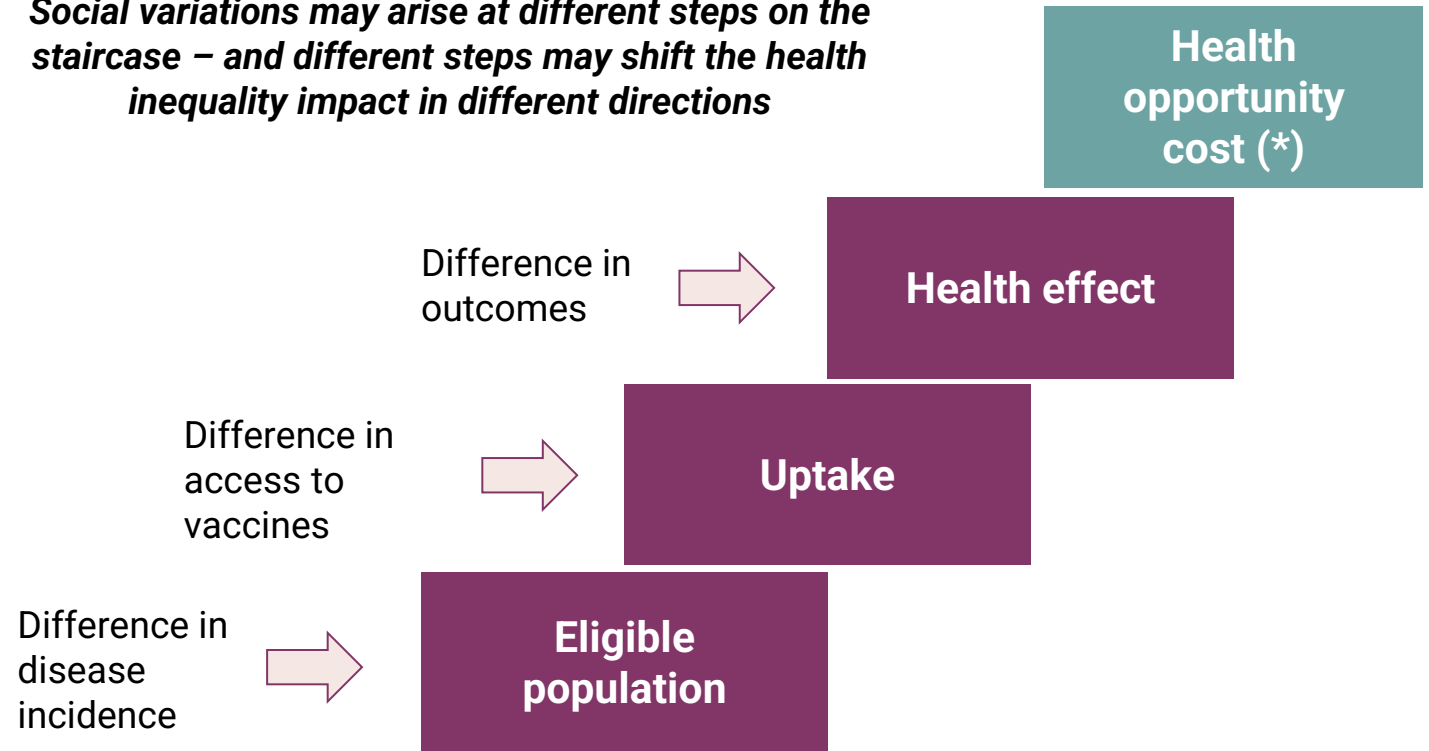 Social variations may arise at different steps on the
staircase – and different steps may shift the health
inequality impact in different directions
Health
opportunity
cost (*)
Difference in
outcomes
Health effect
Difference in
access to
vaccines
Uptake
Difference in
disease
incidence
Eligible
population